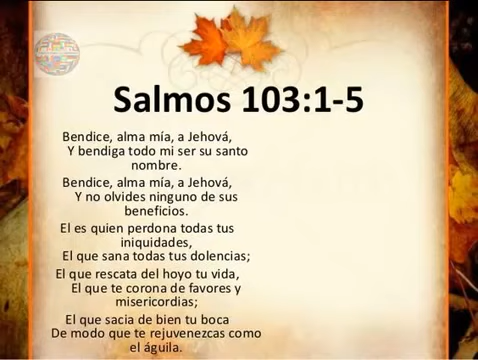 Salmos 103:1-5
Bendice, alma mía, a Jehová,
Y bendiga todo mi ser su santo
nombre.
Bendice, alma mía, a Jehová,
Y no olvides ninguno de sus
beneficios.
El es quien perdona todas tus
iniquidades,
El que sana todas tus dolencias;
El que rescata del hoyo tu vida,
El que te corona de favores y
misericordias;
El que sacia de bien tu boca
De modo que te rejuvenezcas como
el águila.